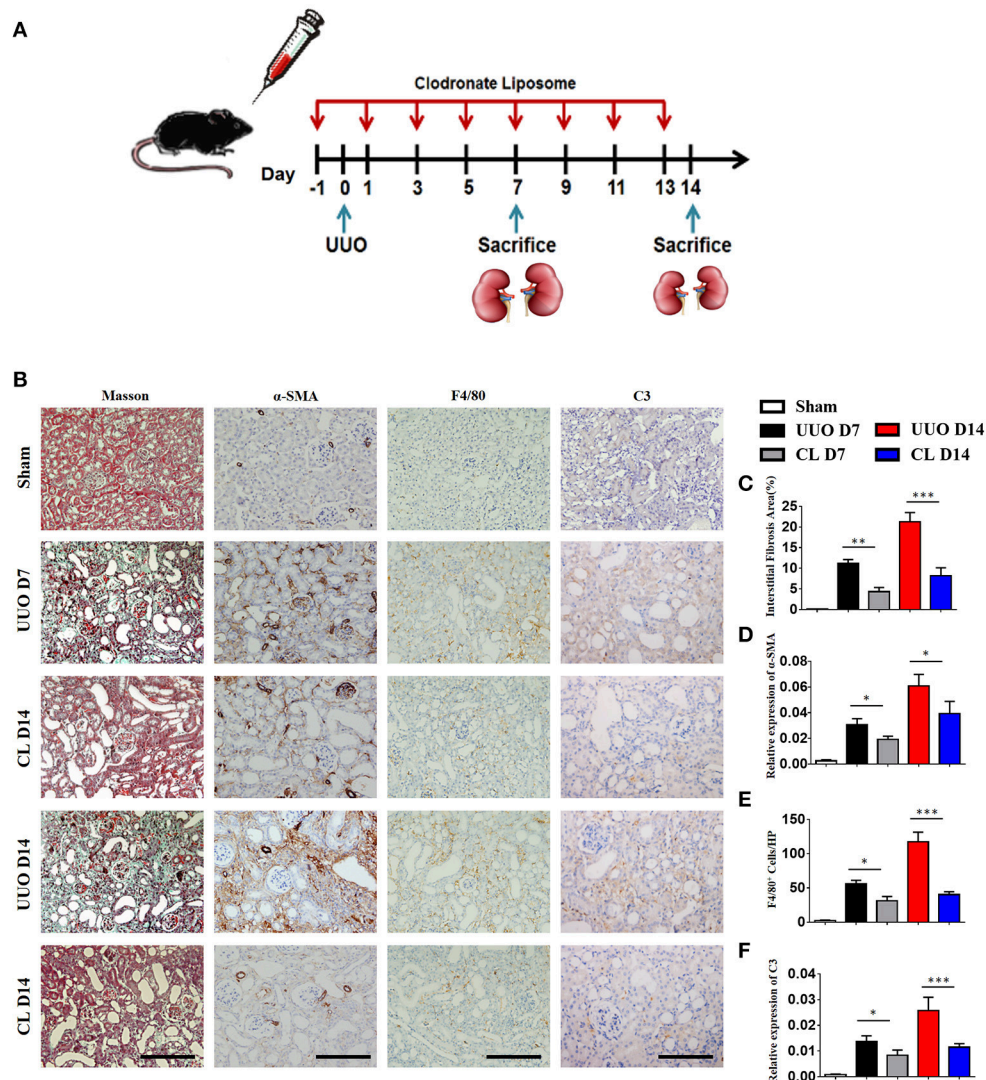 A
Clodronate Liposome
Day
-1 0 1 3 5 7 9 11 13 14
UUO Sacrifice Sacrifice
B
Masson α-SMA F4/80 C3
Sham
UUO D7
CL D14
UUO D14
CL D14
Sham
UUO D7 UUO D14
CL D7 CL D14
C
Interstitial Fibrosis Area(%)
25
20
15
10
5
0
**
***
D
Relative expression of α-SMA
0.08
0.06
0.04
0.02
0.00
*
*
E
F4/80⁺ Cells/HP
150
100
50
0
*
***
F
Relative expression of C3
0.04
0.03
0.02
0.01
0.00
*
***